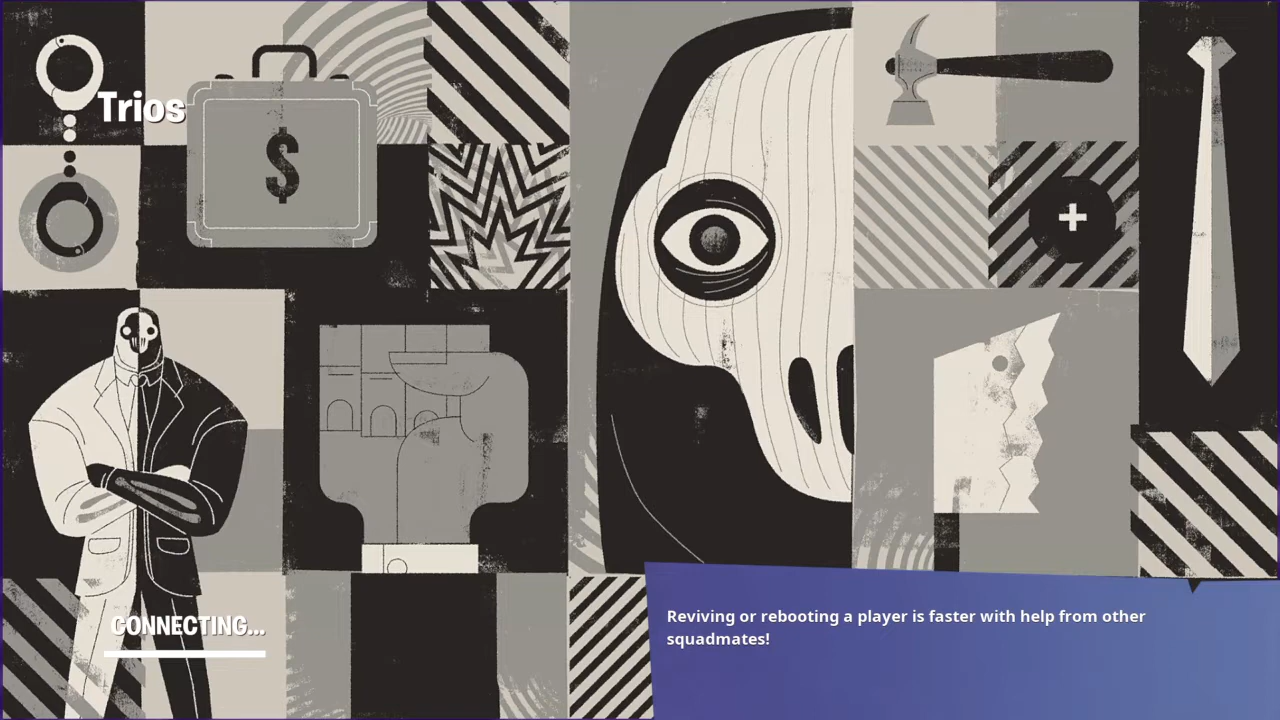 Trios
$
+
CONNECTING...
Reviving or rebooting a player is faster with help from other
squadmates!